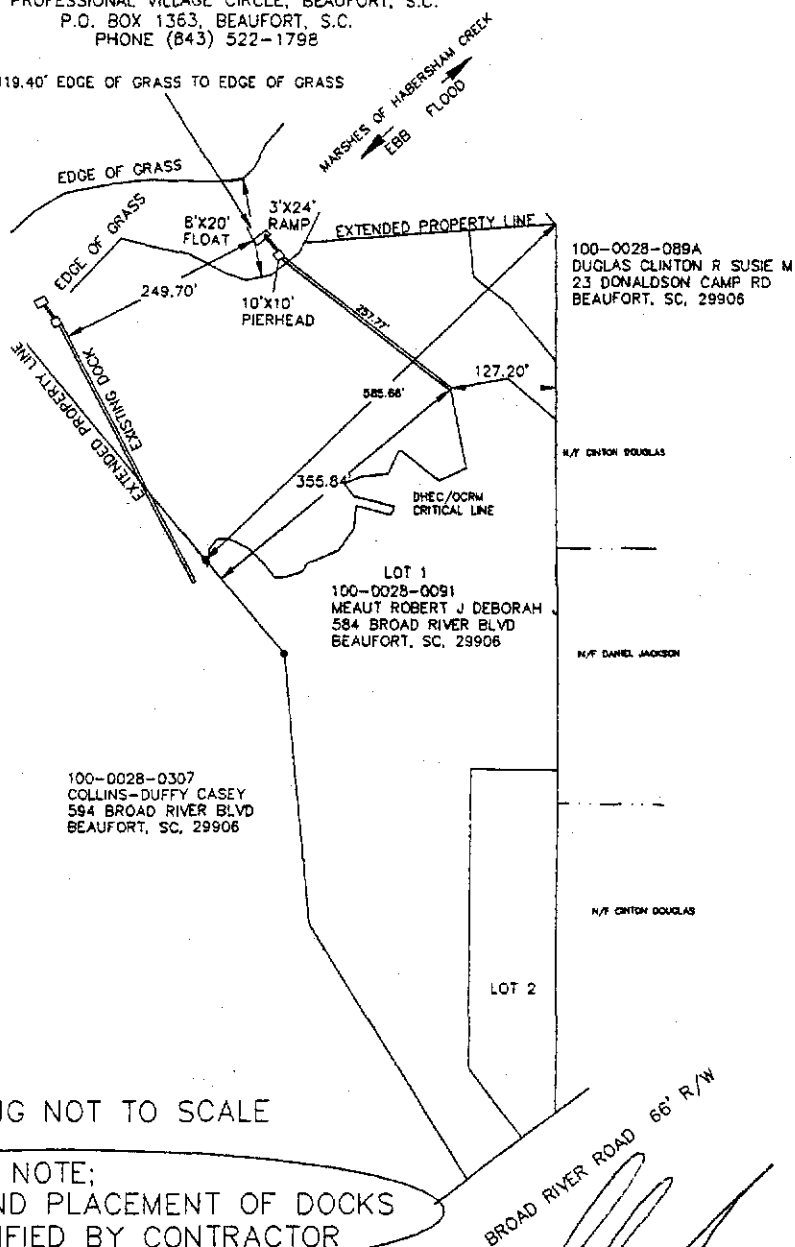 PROFESSIONAL VILLAGE CIRCLE, BEAUFORT, S.C.
P.O. BOX 1363, BEAUFORT, S.C.
PHONE (843) 522-1798
119.40' EDGE OF GRASS TO EDGE OF GRASS
MARSHES OF HABERSHAM CREEK
EBB FLOOD
EDGE OF GRASS
EDGE OF GRASS
8'X20'
FLOAT
3'X24'
RAMP
EXTENDED PROPERTY LINE
100-0028-089A
DUGLAS CLINTON R SUSIE M
23 DONALDSON CAMP RD
BEAUFORT, SC, 29906
249.70'
10'X10'
PIERHEAD
257.77'
127.20'
585.66'
EXISTING DOCK
EXTENDED PROPERTY LINE
N/F CINTON DOUGLAS
355.84'
DHEC/OCRM
CRITICAL LINE
LOT 1
100-0028-0091
MEAUT ROBERT J DEBORAH
584 BROAD RIVER BLVD
BEAUFORT, SC, 29906
N/F DANIEL JACKSON
100-0028-0307
COLLINS-DUFFY CASEY
594 BROAD RIVER BLVD
BEAUFORT, SC, 29906
N/F CINTON DOUGLAS
LOT 2
NOT TO SCALE
BROAD RIVER ROAD 66' R/W
NOTE;
PLACEMENT OF DOCKS
BY CONTRACTOR